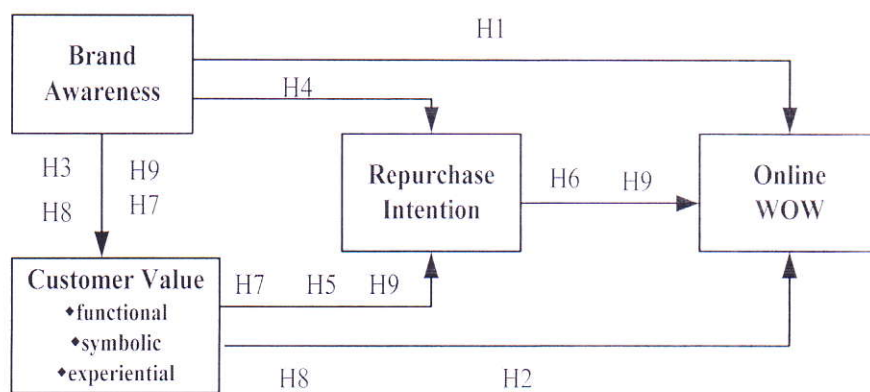 H1
Brand
Awareness
H4
H3 H9
H8 H7
Repurchase
Intention
H6 H9
Online
WOW
Customer Value
◆functional
◆symbolic
◆experiential
H7 H5 H9
H8 H2